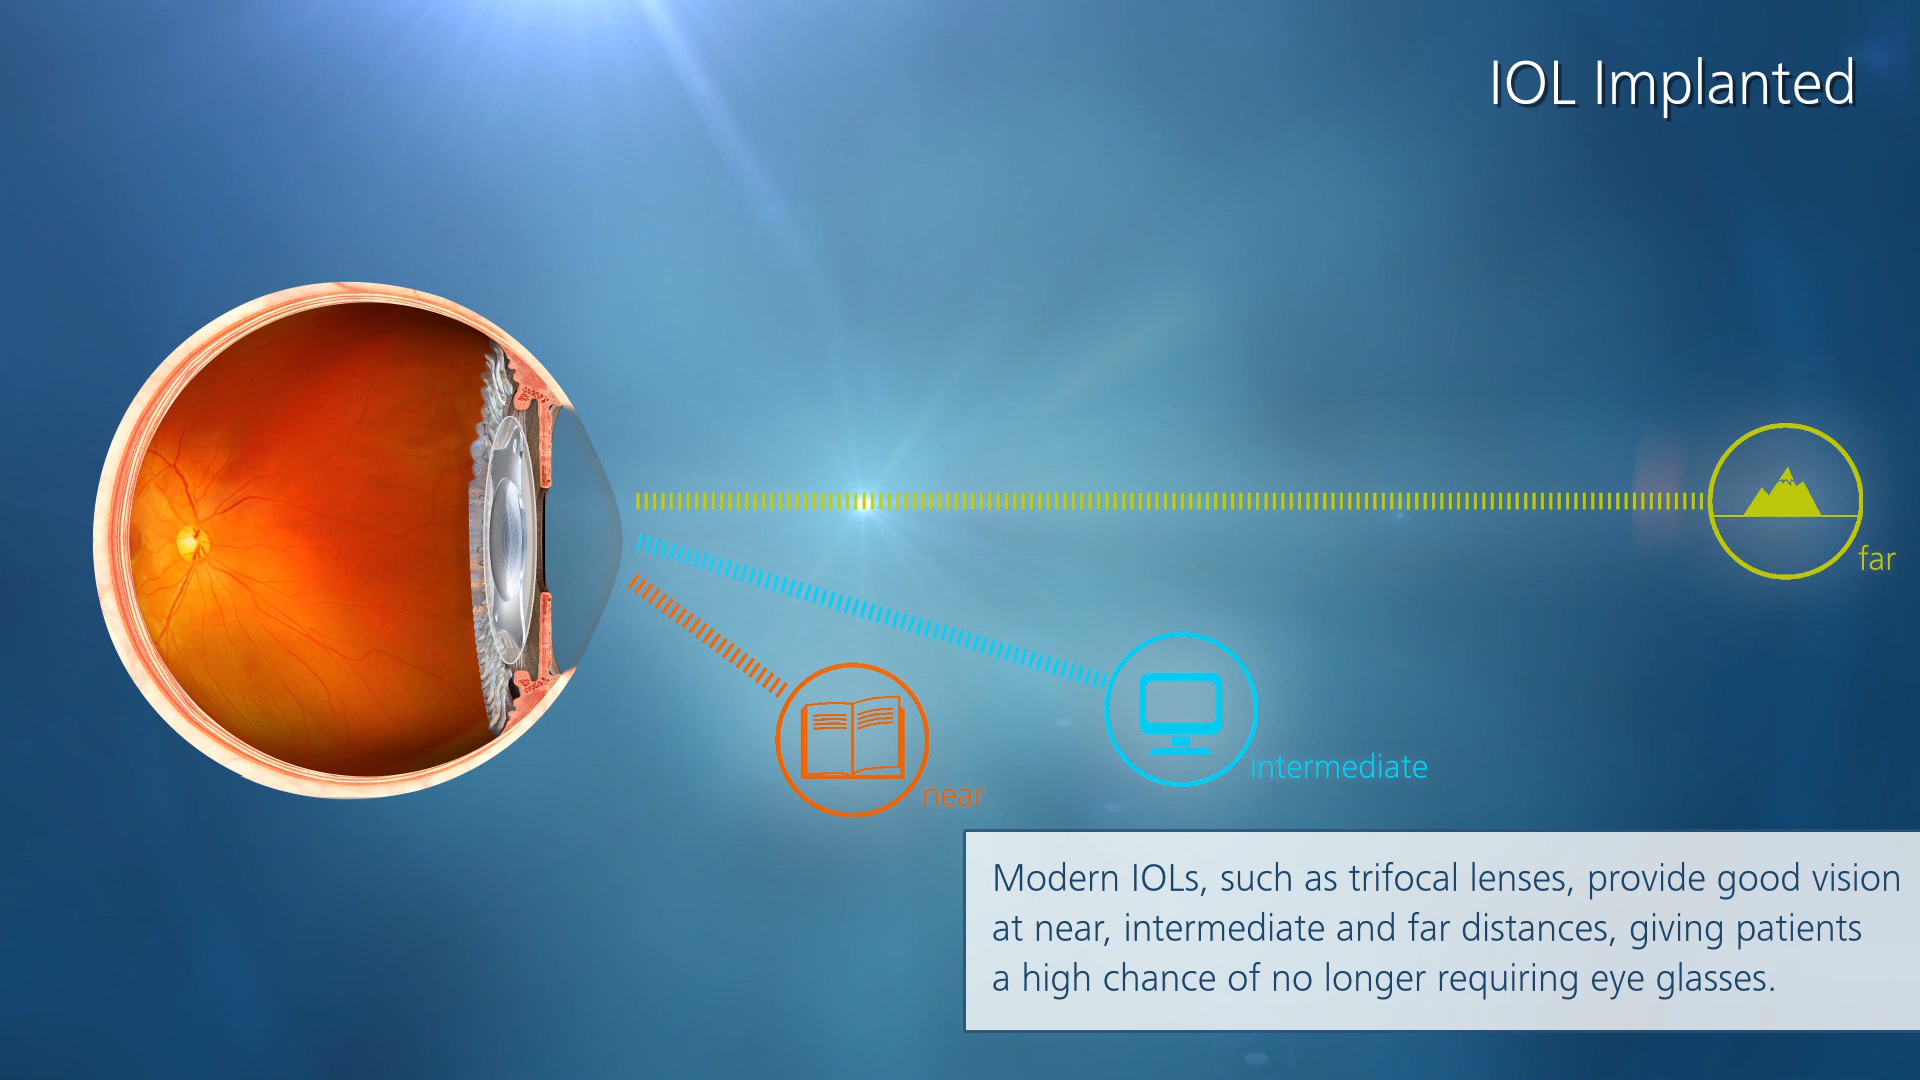 IOL Implanted
far
intermediate
near
Modern IOLs, such as trifocal lenses, provide good vision
at near, intermediate and far distances, giving patients
a high chance of no longer requiring eye glasses.